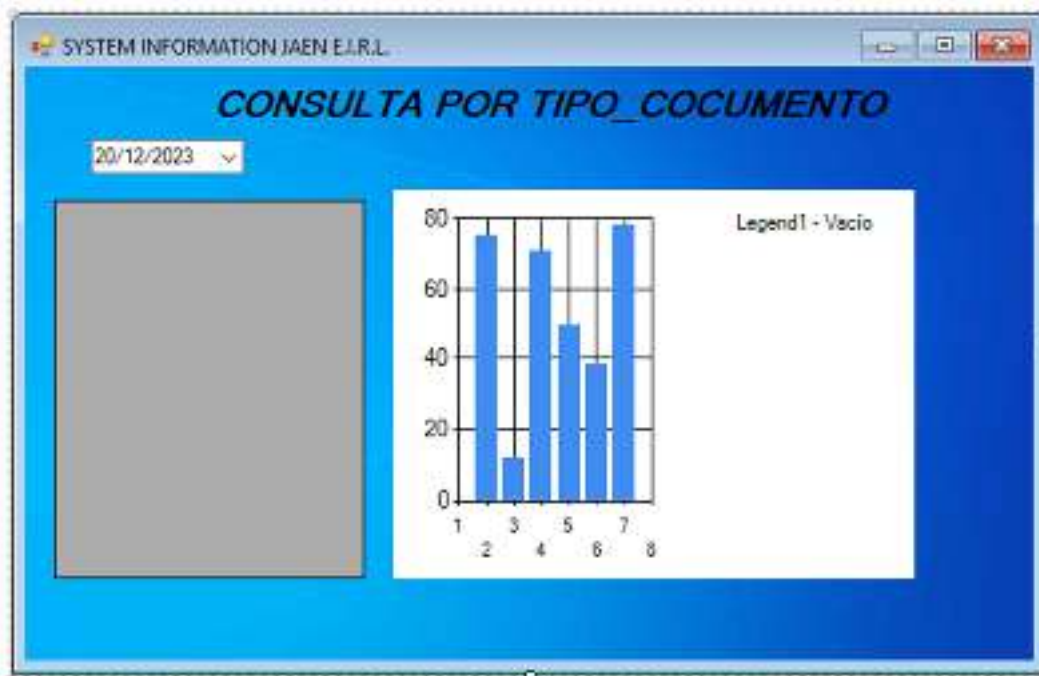 SYSTEM INFORMATION JAEN E.I.R.L.
CONSULTA POR TIPO_COCUMENTO
20/12/2023
Legend1 - Vacio
80
60
40
20
0
1 3 5 7
2 4 6 8